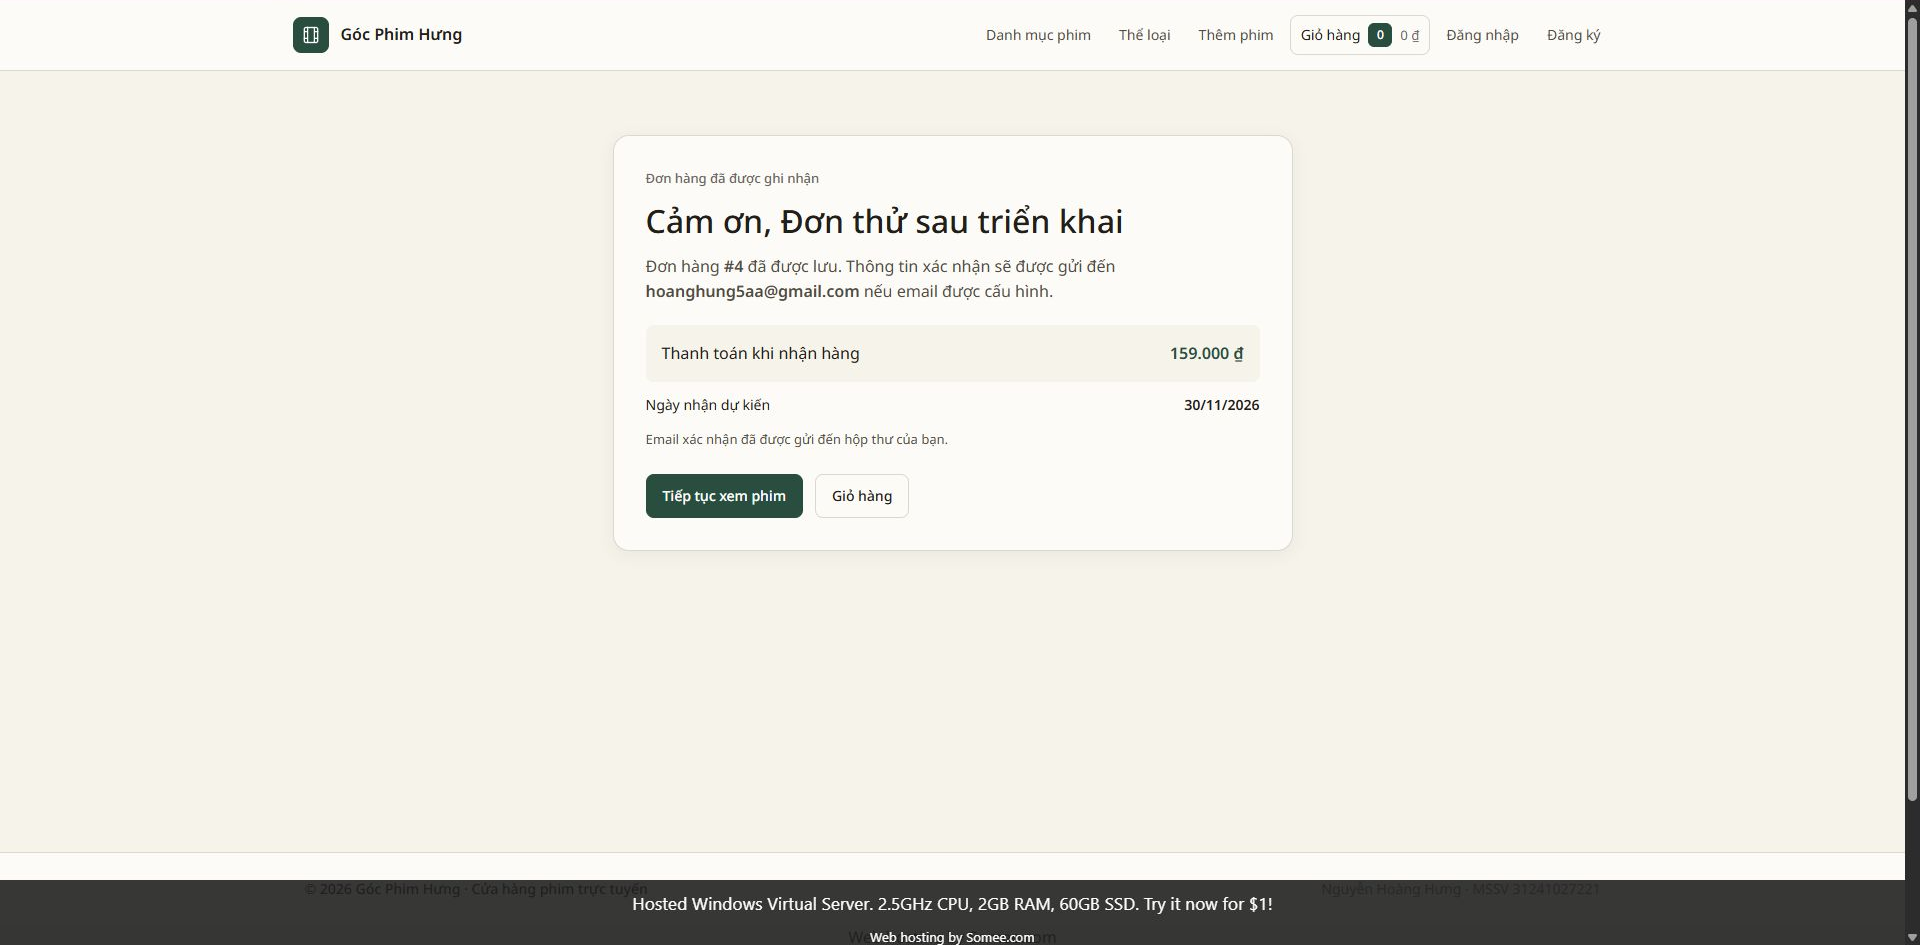 Góc Phim Hưng
Danh mục phim
Thể loại
Thêm phim
Giỏ hàng 0 0 ₫
Đăng nhập
Đăng ký
Đơn hàng đã được ghi nhận
Cảm ơn, Đơn thử sau triển khai
Đơn hàng #4 đã được lưu. Thông tin xác nhận sẽ được gửi đến
hoanghung5aa@gmail.com nếu email được cấu hình.
Thanh toán khi nhận hàng 159.000 ₫
Ngày nhận dự kiến 30/11/2026
Email xác nhận đã được gửi đến hộp thư của bạn.
Tiếp tục xem phim
Giỏ hàng
© 2026 Góc Phim Hưng · Cửa hàng phim trực tuyến
Nguyễn Hoàng Hưng - MSSV 31241027221
Hosted Windows Virtual Server. 2.5GHz CPU, 2GB RAM, 60GB SSD. Try it now for $1!
Web hosting by Somee.com